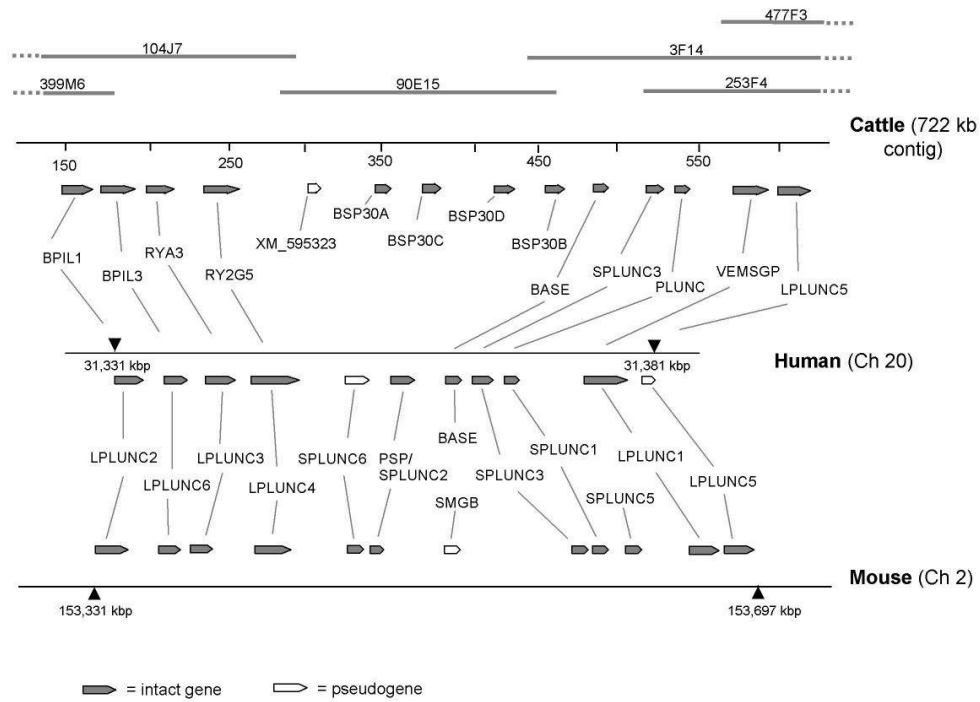 477F3
104J7
3F14
399M6
90E15
253F4
Cattle (722 kb
contig)
150
250
350
450
550
BPIL1
BPIL3
RYA3
RY2G5
XM_595323
BSP30A
BSP30C
BSP30D
BSP30B
BASE
SPLUNC3
PLUNC
VEMSGP
LPLUNC5
31,331 kbp
31,381 kbp
Human (Ch 20)
LPLUNC2
LPLUNC6
LPLUNC3
LPLUNC4
SPLUNC6
PSP/
SPLUNC2
BASE
SMGB
SPLUNC3
SPLUNC1
SPLUNC5
LPLUNC1
LPLUNC5
Mouse (Ch 2)
153,331 kbp
153,697 kbp
= intact gene
= pseudogene